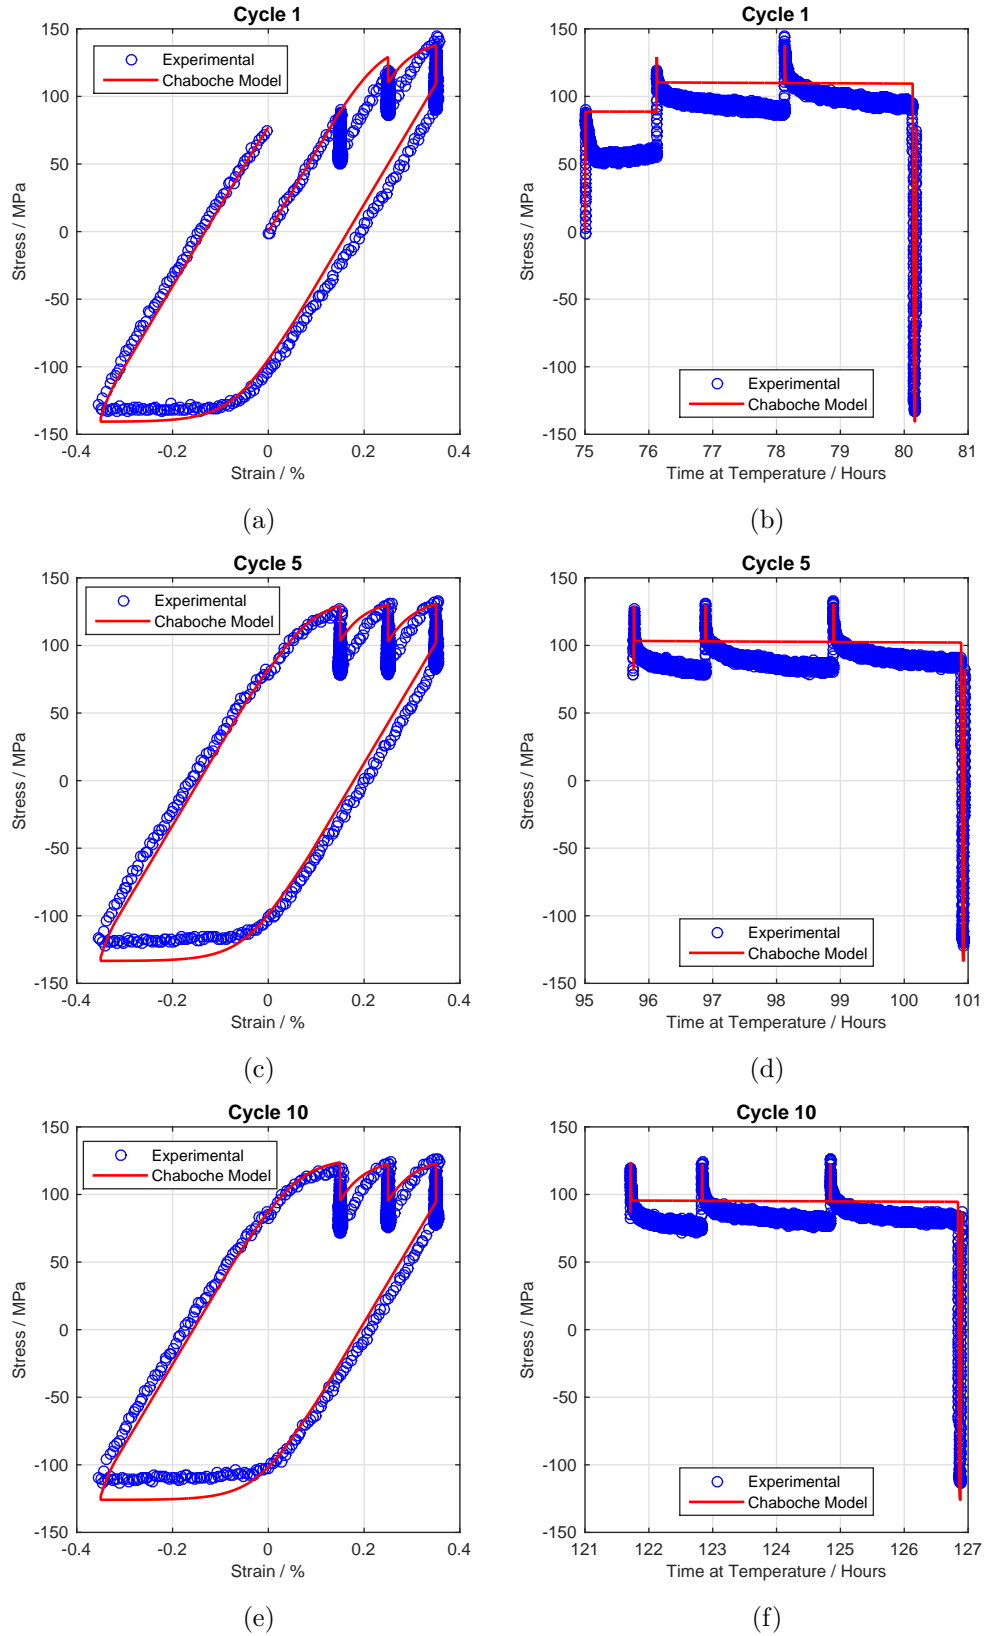 Cycle 1
150
100
50
0
-50
-100
-150
Stress / MPa
Experimental
Chaboche Model
-0.4
-0.2
0
0.2
0.4
Strain / %
(a)
Cycle 1
150
100
50
0
-50
-100
-150
Stress / MPa
Experimental
Chaboche Model
75
76
77
78
79
80
81
Time at Temperature / Hours
(b)
Cycle 5
150
100
50
0
-50
-100
-150
Stress / MPa
Experimental
Chaboche Model
-0.4
-0.2
0
0.2
0.4
Strain / %
(c)
Cycle 5
150
100
50
0
-50
-100
-150
Stress / MPa
Experimental
Chaboche Model
95
96
97
98
99
100
101
Time at Temperature / Hours
(d)
Cycle 10
150
100
50
0
-50
-100
-150
Stress / MPa
Experimental
Chaboche Model
-0.4
-0.2
0
0.2
0.4
Strain / %
(e)
Cycle 10
150
100
50
0
-50
-100
-150
Stress / MPa
Experimental
Chaboche Model
121
122
123
124
125
126
127
Time at Temperature / Hours
(f)